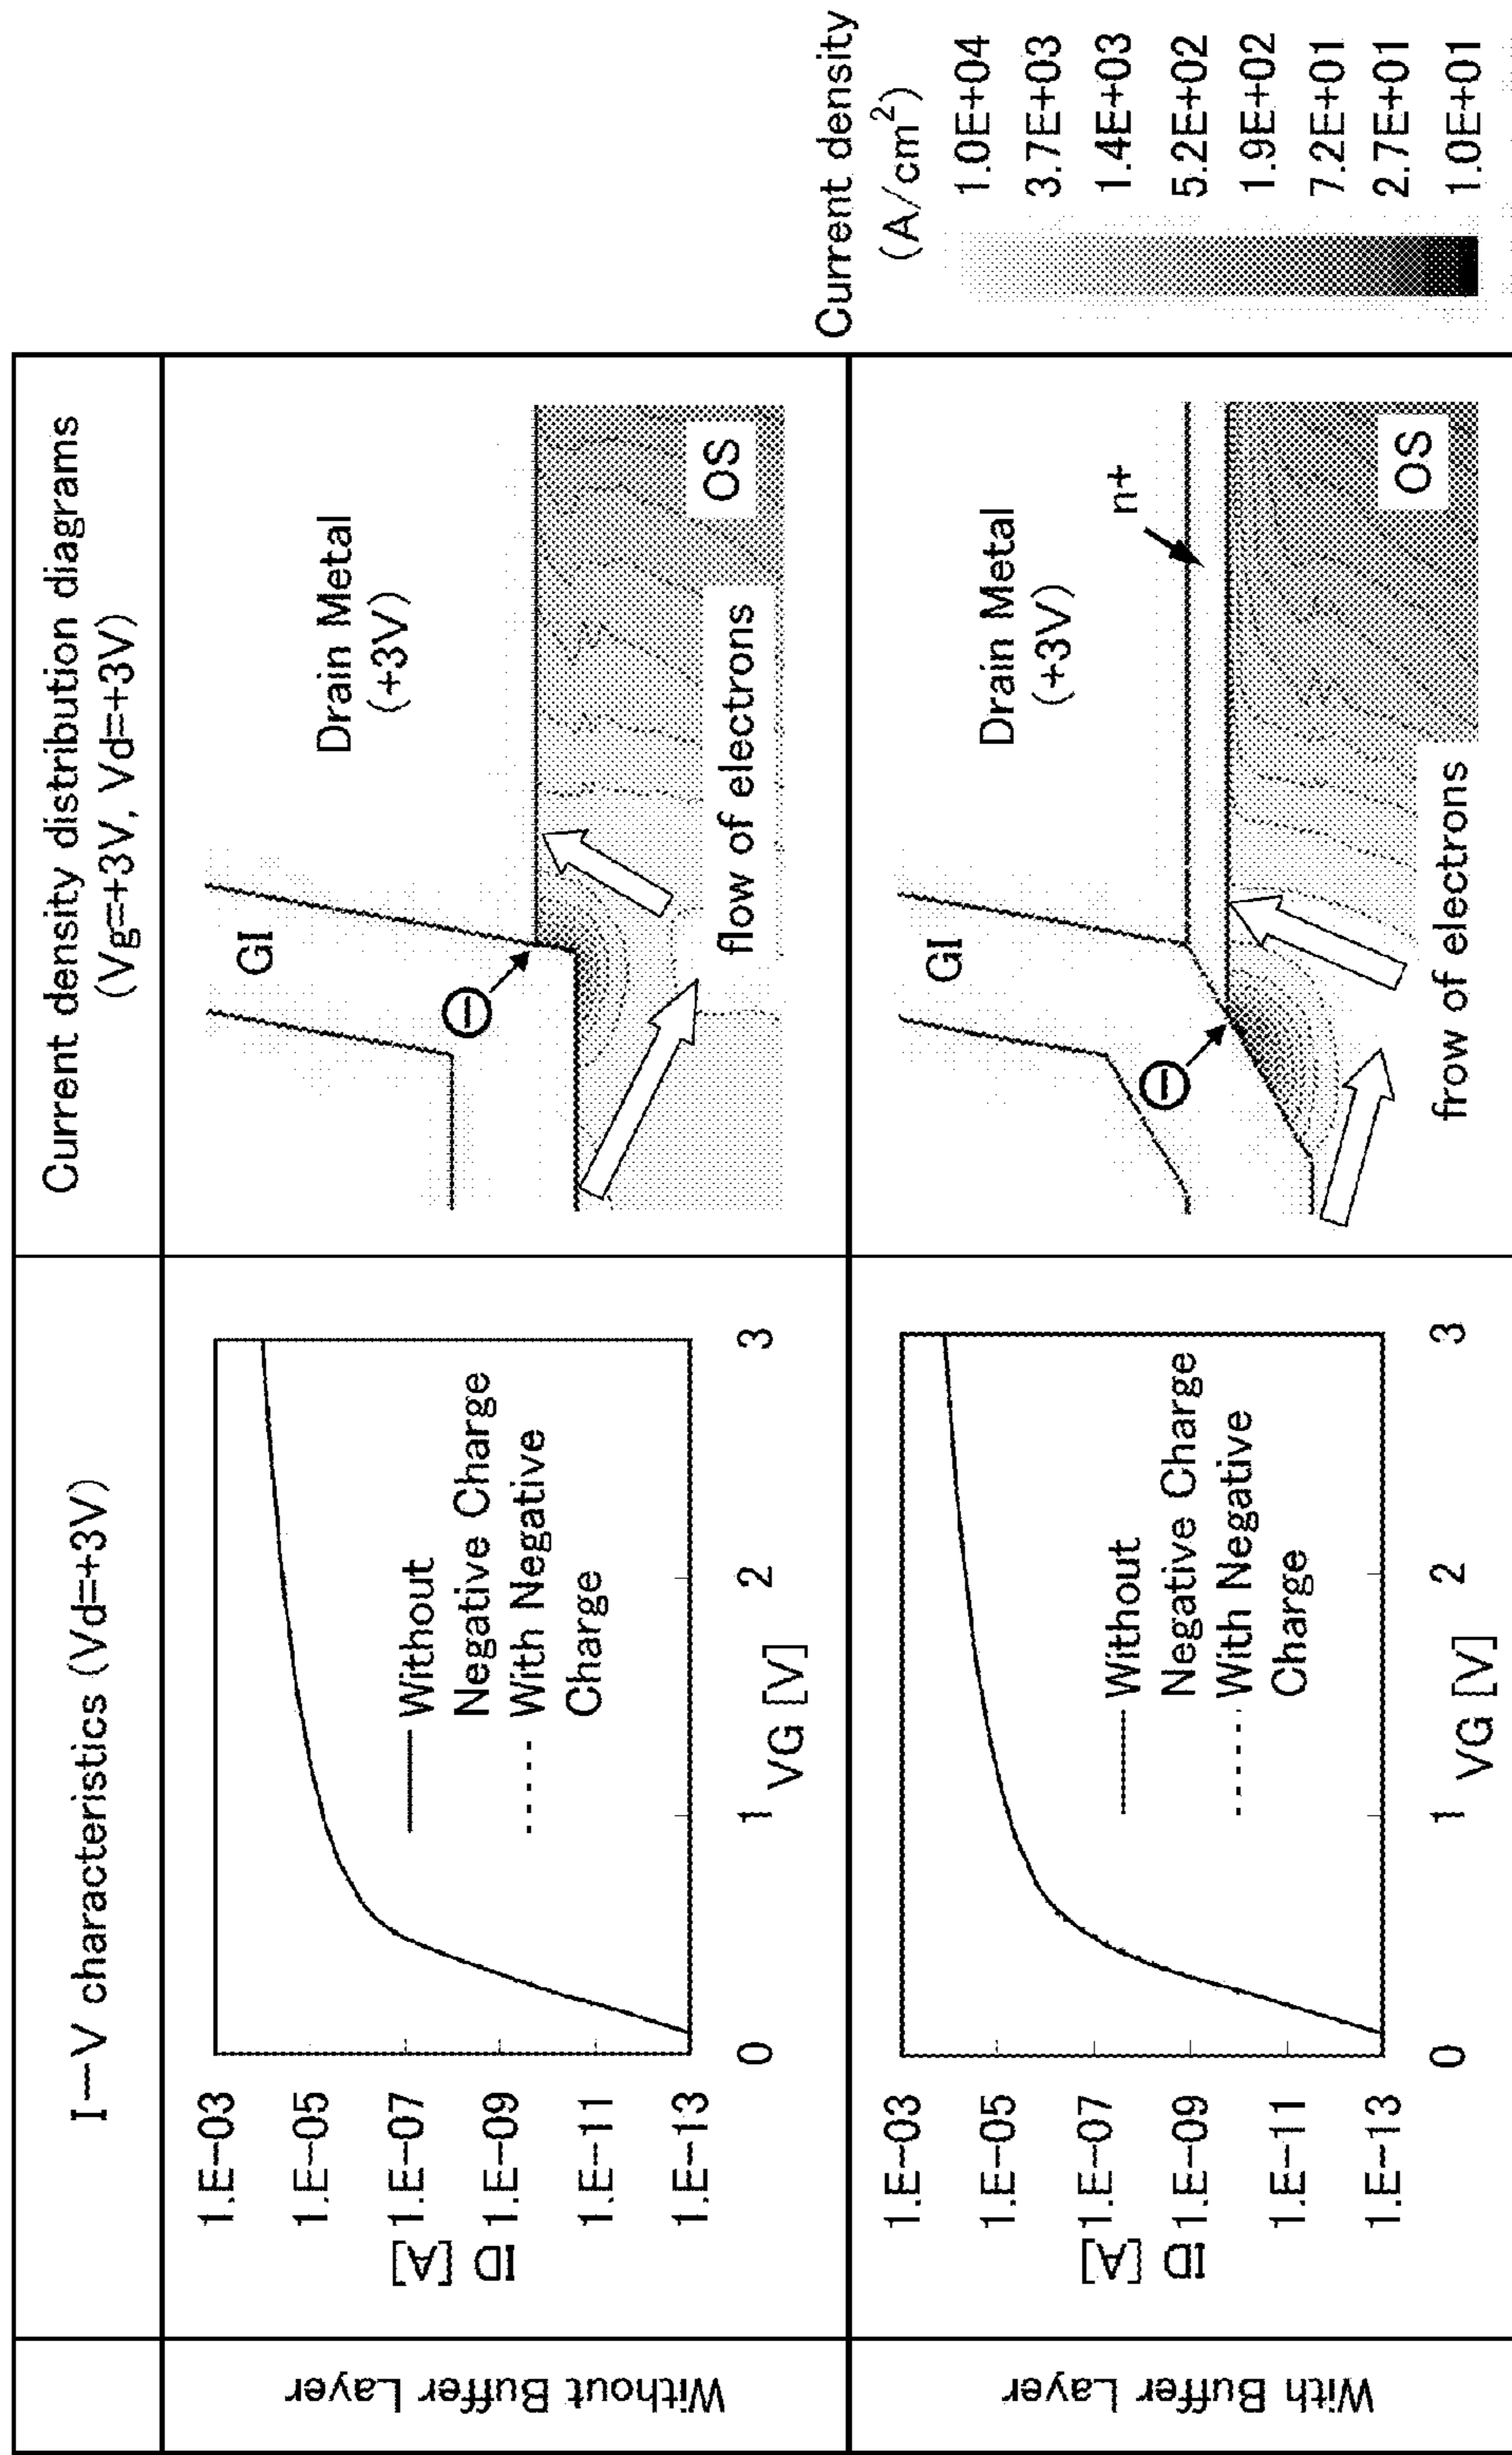 I—V characteristics (Vd=+3V)
Current density distribution diagrams
(Vg=+3V, Vd=+3V)
Without Buffer Layer
ID [A]
1.E-03
1.E-05
1.E-07
1.E-09
1.E-11
1.E-13
Without
Negative Charge
With Negative
Charge
0
1
2
3
VG [V]
GI
Drain Metal
(+3V)
⊖
flow of electrons
OS
With Buffer Layer
ID [A]
1.E-03
1.E-05
1.E-07
1.E-09
1.E-11
1.E-13
Without
Negative Charge
With Negative
Charge
0
1
2
3
VG [V]
GI
Drain Metal
(+3V)
n+
⊖
frow of electrons
OS
Current density
(A/cm²)
1.0E+04
3.7E+03
1.4E+03
5.2E+02
1.9E+02
7.2E+01
2.7E+01
1.0E+01